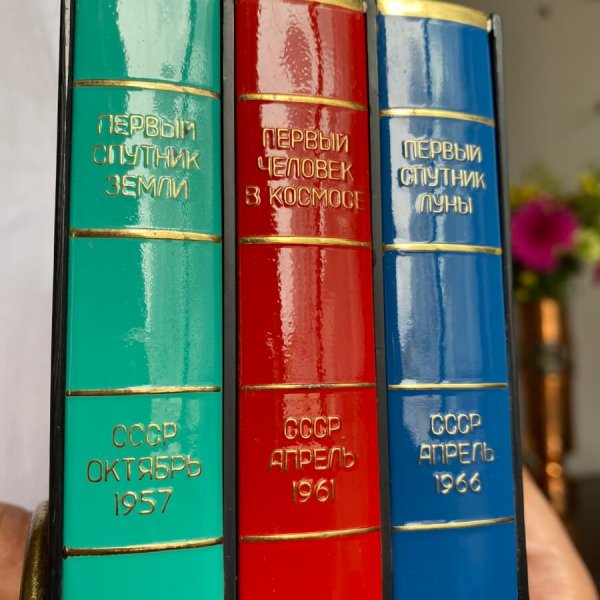 ПЕРВЫЙ
СПУТНИК
ЗЕМЛИ
СССР
ОКТЯБРЬ
1957
ПЕРВЫЙ
ЧЕЛОВЕК
В КОСМОСЕ
СССР
АПРЕЛЬ
1961
ПЕРВЫЙ
СПУТНИК
ЛУНЫ
СССР
АПРЕЛЬ
1966